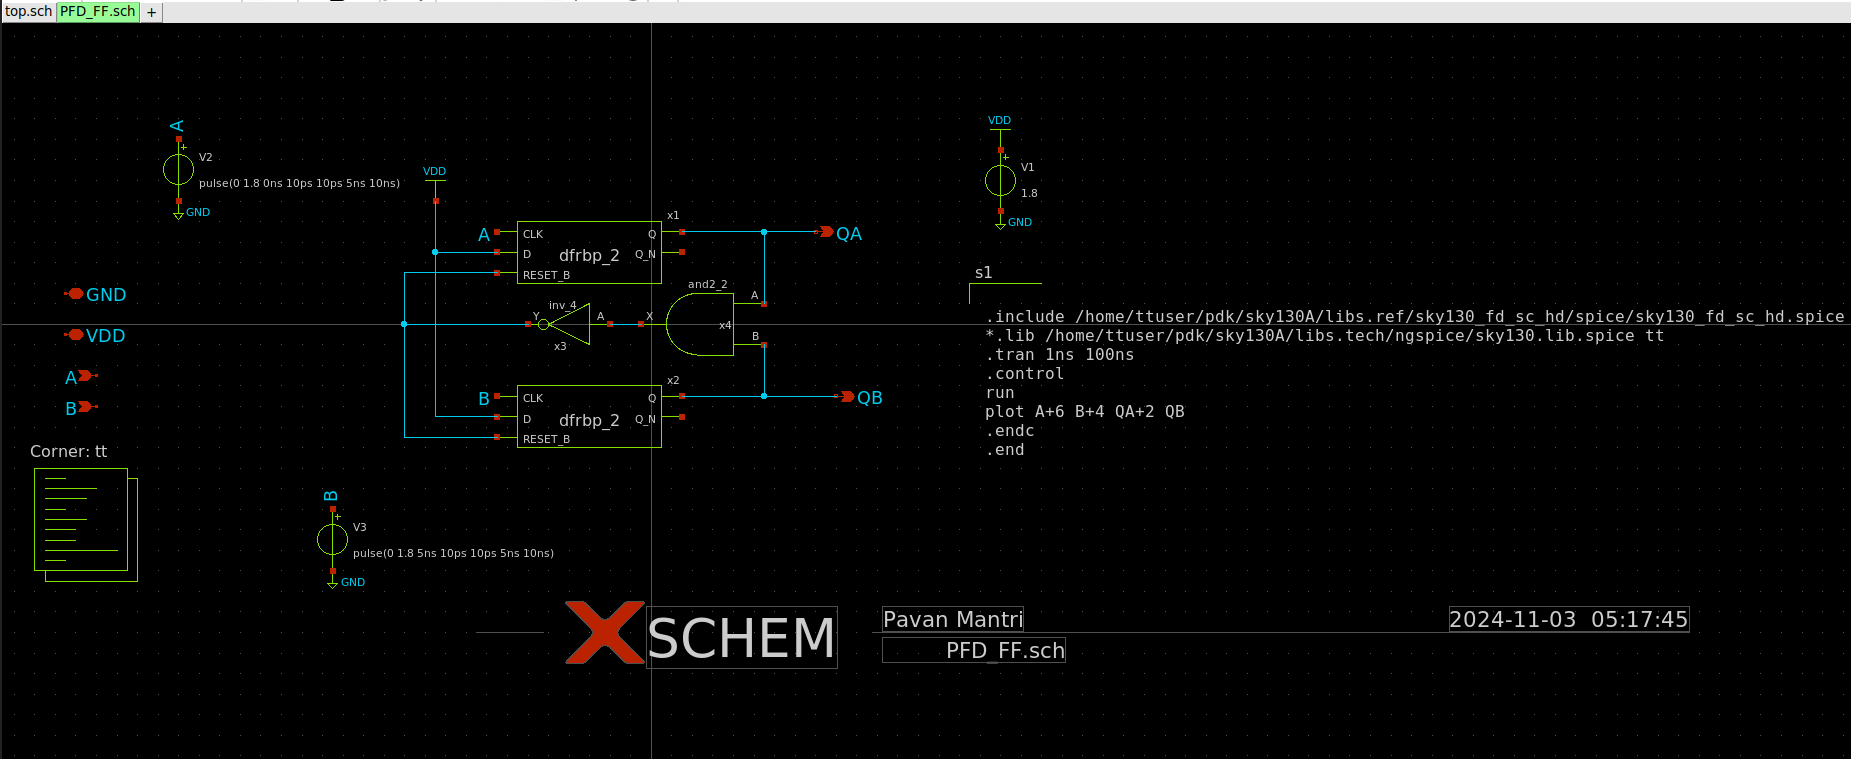 top.sch PFD_FF.sch +
A
+
V2
pulse(0 1.8 0ns 10ps 10ps 5ns 10ns)
GND
VDD
VDD
+
V1
1.8
GND
x1
A
CLK
Q
D
dfrbp_2
Q_N
RESET_B
QA
and2_2
A
inv_4
Y
A
X
x4
B
x3
x2
B
CLK
Q
D
dfrbp_2
Q_N
RESET_B
QB
GND
VDD
A
B
Corner: tt
s1
.include /home/ttuser/pdk/sky130A/libs.ref/sky130_fd_sc_hd/spice/sky130_fd_sc_hd.spice
*.lib /home/ttuser/pdk/sky130A/libs.tech/ngspice/sky130.lib.spice tt
.tran 1ns 100ns
.control
run
plot A+6 B+4 QA+2 QB
.endc
.end
B
+
V3
pulse(0 1.8 5ns 10ps 10ps 5ns 10ns)
GND
XSCHEM
Pavan Mantri
PFD_FF.sch
2024-11-03 05:17:45